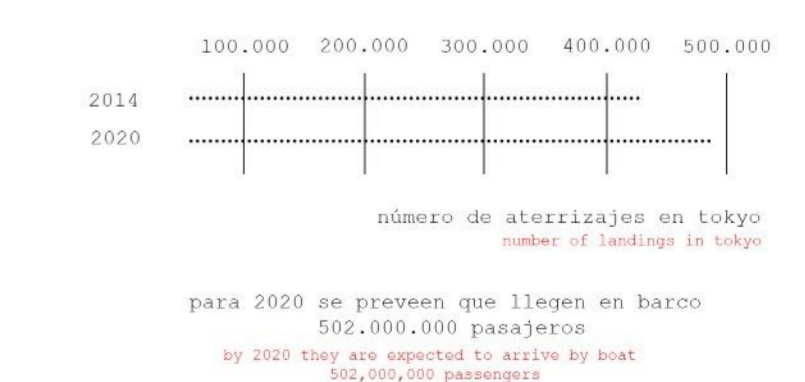 100.000 200.000 300.000 400.000 500.000
2014
2020
número de aterrizajes en tokyo
number of landings in tokyo
para 2020 se preveen que llegen en barco
502.000.000 pasajeros
by 2020 they are expected to arrive by boat
502,000,000 passengers